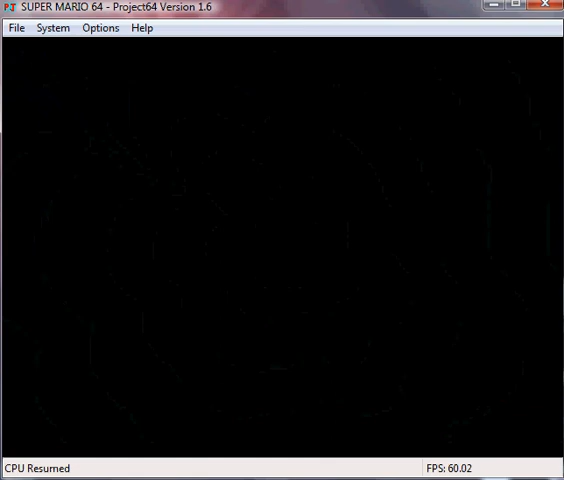 SUPER MARIO 64 - Project64 Version 1.6
File System Options Help
CPU Resumed FPS: 60.02